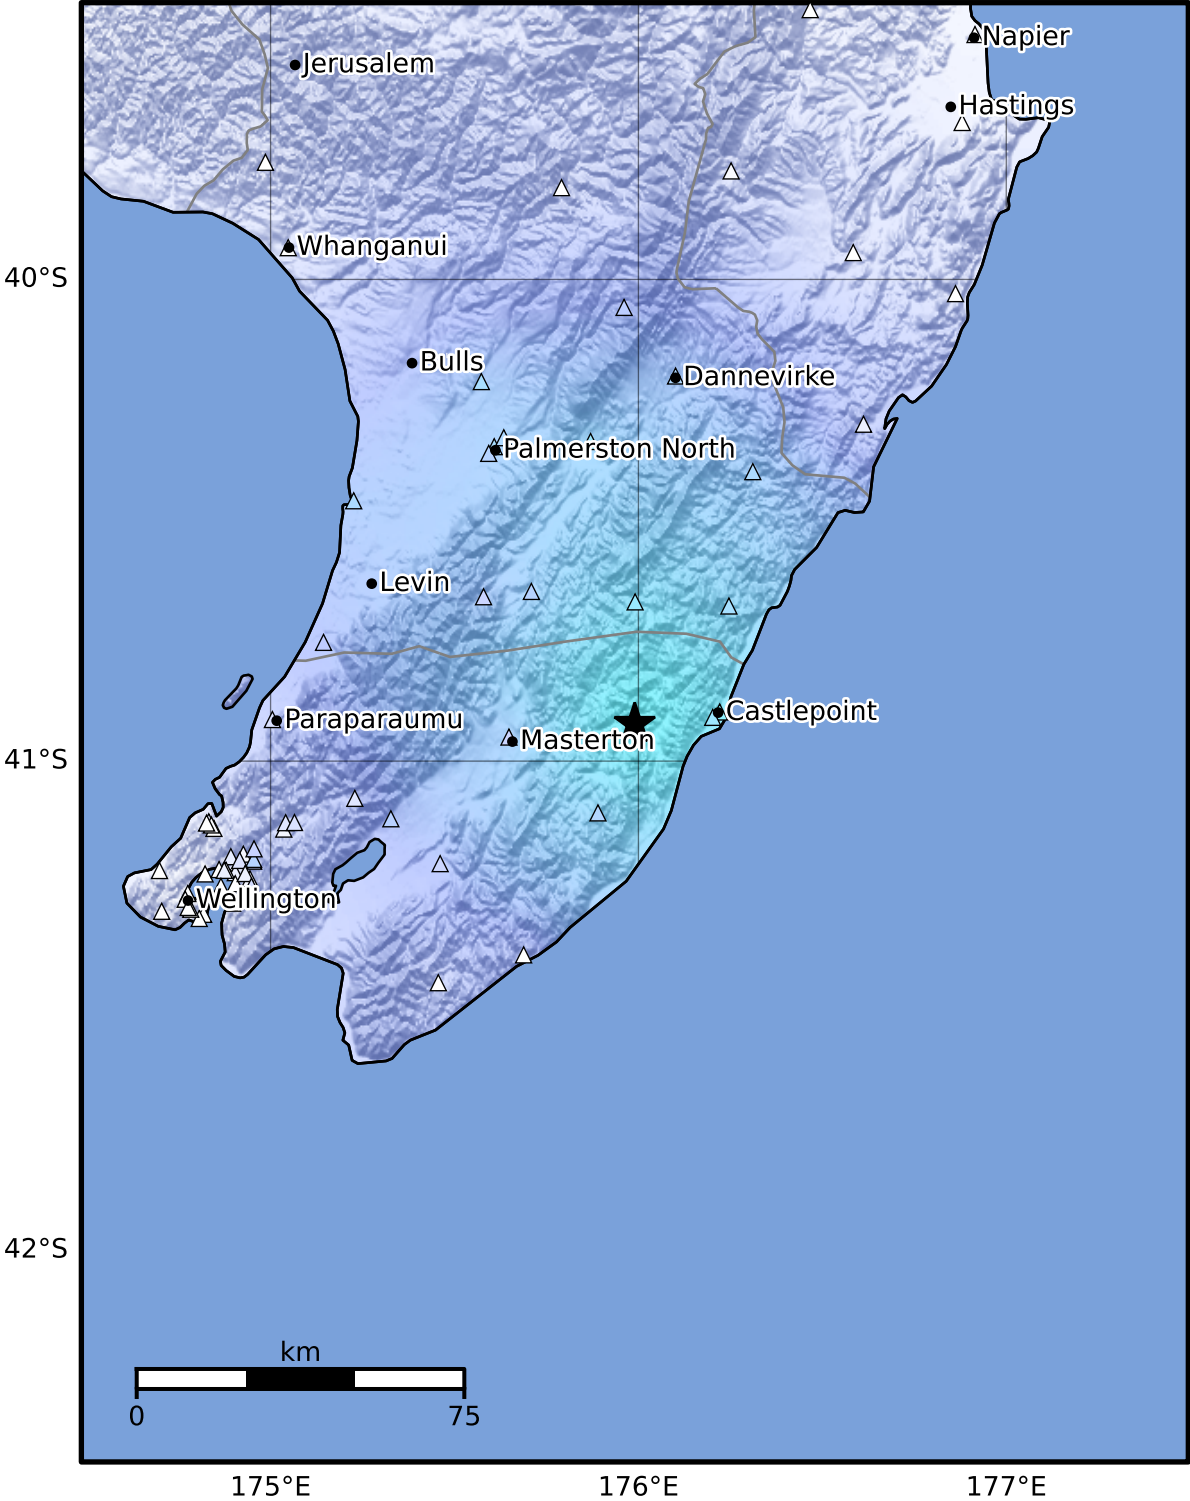 Napier
Jerusalem
Hastings
Whanganui
40°S
Bulls
Dannevirke
Palmerston North
Levin
Castlepoint
Paraparaumu
Masterton
41°S
Wellington
42°S
km
0 75
175°E 176°E 177°E